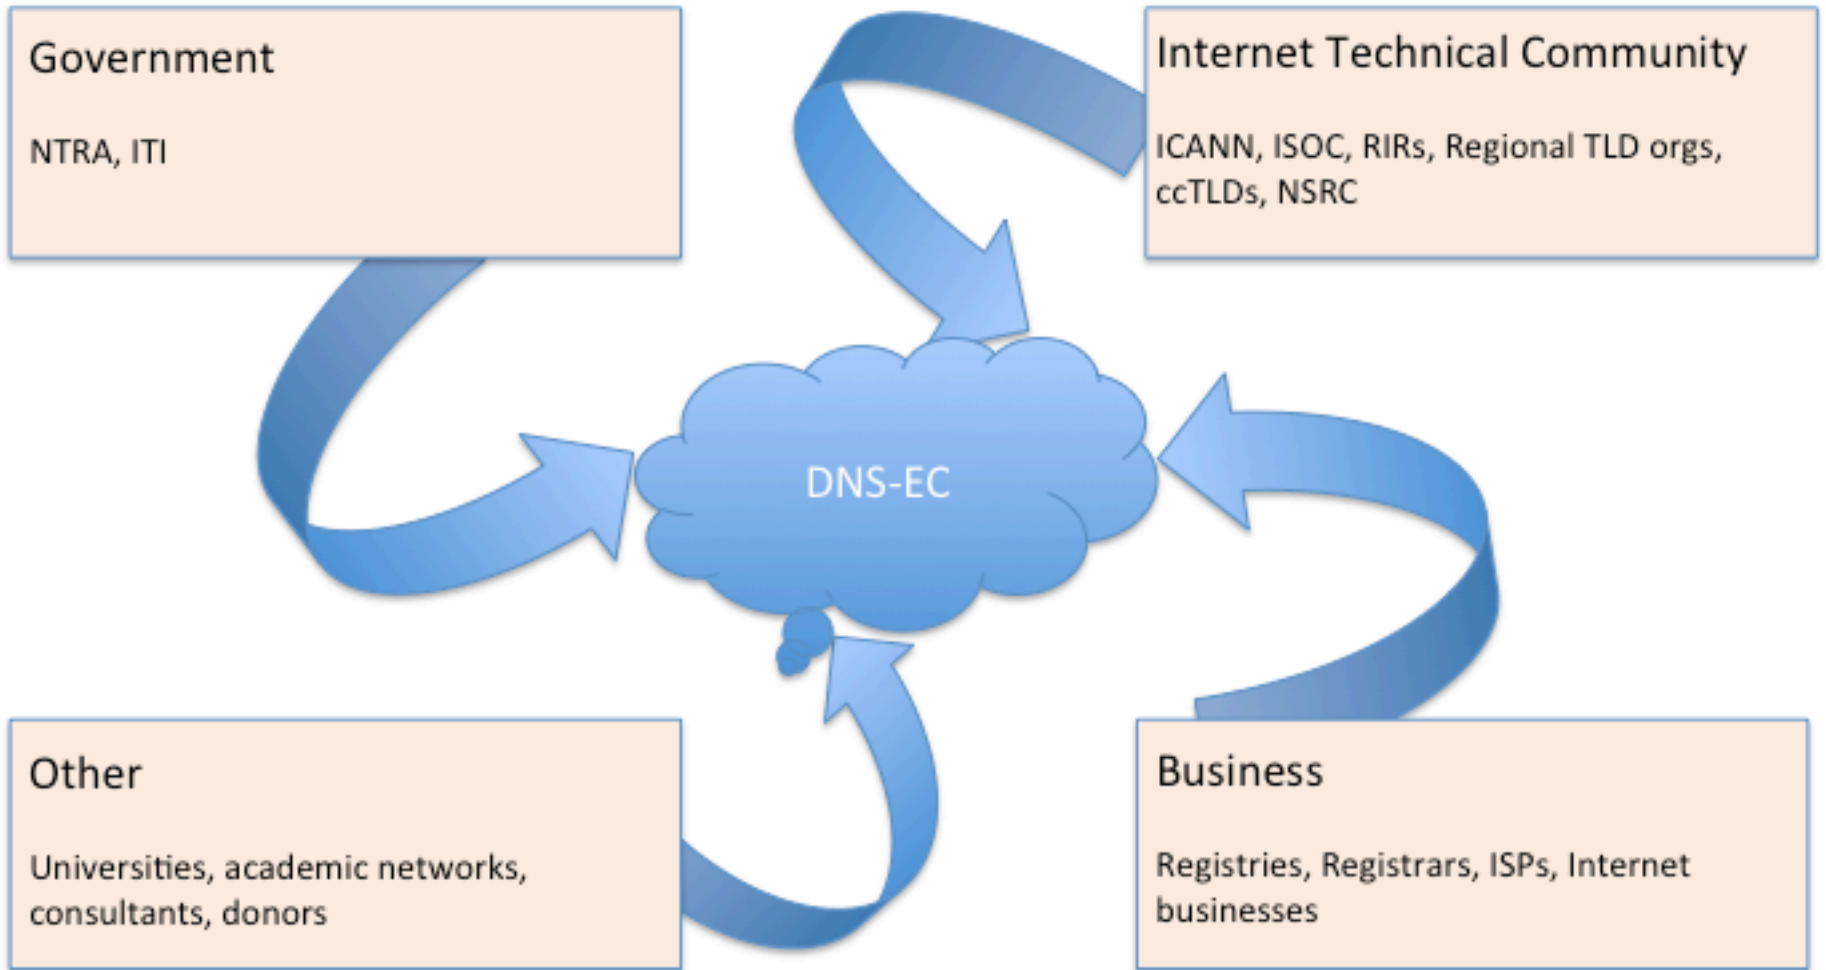 Government
NTRA, ITI
Internet Technical Community
ICANN, ISOC, RIRs, Regional TLD orgs,
ccTLDs, NSRC
DNS-EC
Other
Universities, academic networks,
consultants, donors
Business
Registries, Registrars, ISPs, Internet
businesses